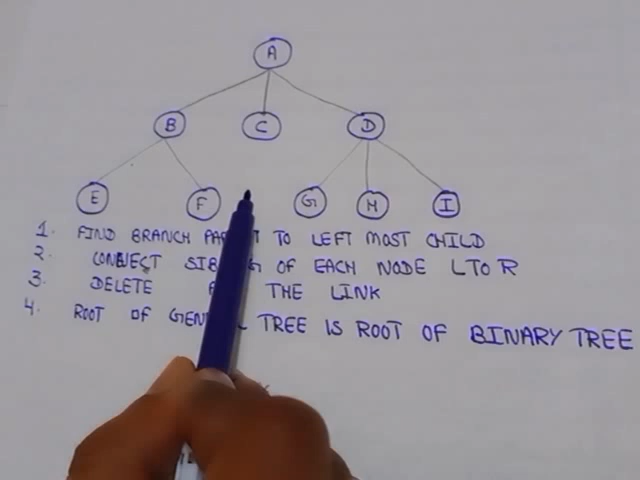 A
B C D
E F G H I
1. FIND BRANCH TO LEFT MOST CHILD
2. CONNECT OF EACH NODE L TO R
3. DELETE THE LINK
4. ROOT OF TREE IS ROOT OF BINARY TREE